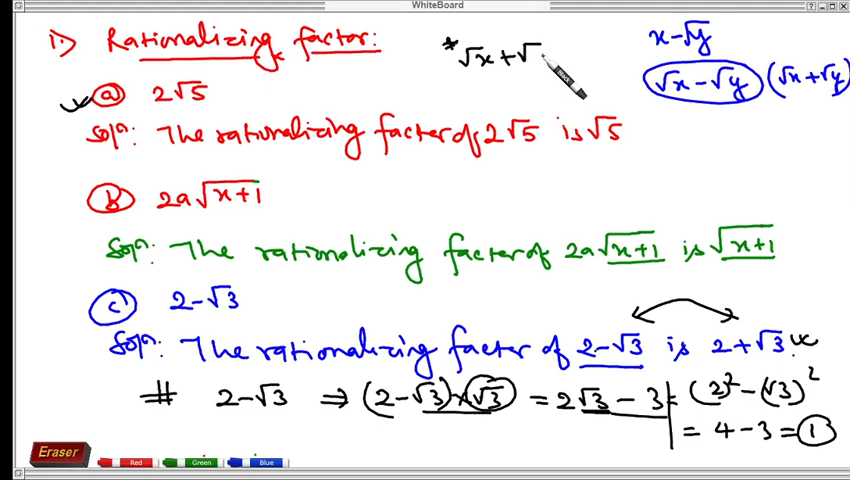 WhiteBoard
i) Rationalizing factor:
* √x + √
x - √y
(√x - √y) (√x + √y)
(a) 2√5
Solⁿ: The rationalizing factor of 2√5 is √5
(b) 2a√(x+1)
Solⁿ: The rationalizing factor of 2a√(x+1) is √(x+1)
(c) 2-√3
Solⁿ: The rationalizing factor of 2-√3 is 2+√3.
# 2-√3 ⇒ (2-√3)×√3 = 2√3 - 3 = (2)² - (√3)²
= 4 - 3 = 1
Eraser
Red Green Blue
Black